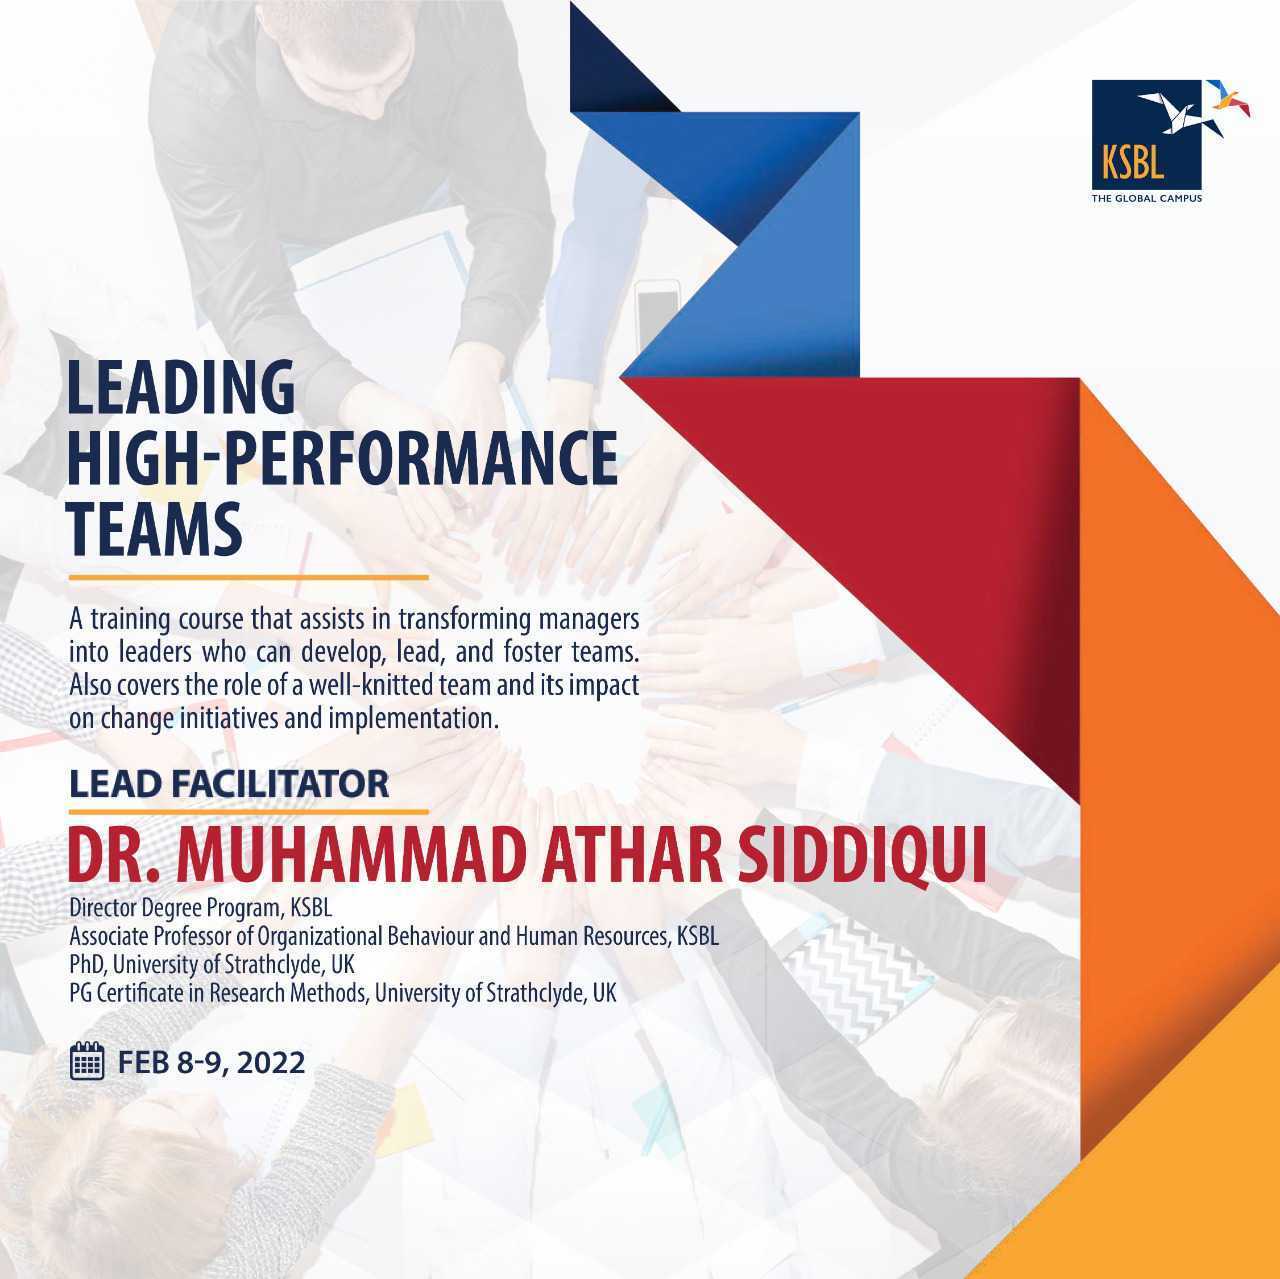 KSBL
THE GLOBAL CAMPUS
LEADING
HIGH-PERFORMANCE
TEAMS
A training course that assists in transforming managers
into leaders who can develop, lead, and foster teams.
Also covers the role of a well-knitted team and its impact
on change initiatives and implementation.
LEAD FACILITATOR
DR. MUHAMMAD ATHAR SIDDIQUI
Director Degree Program, KSBL
Associate Professor of Organizational Behaviour and Human Resources, KSBL
PhD, University of Strathclyde, UK
PG Certificate in Research Methods, University of Strathclyde, UK
FEB 8-9, 2022